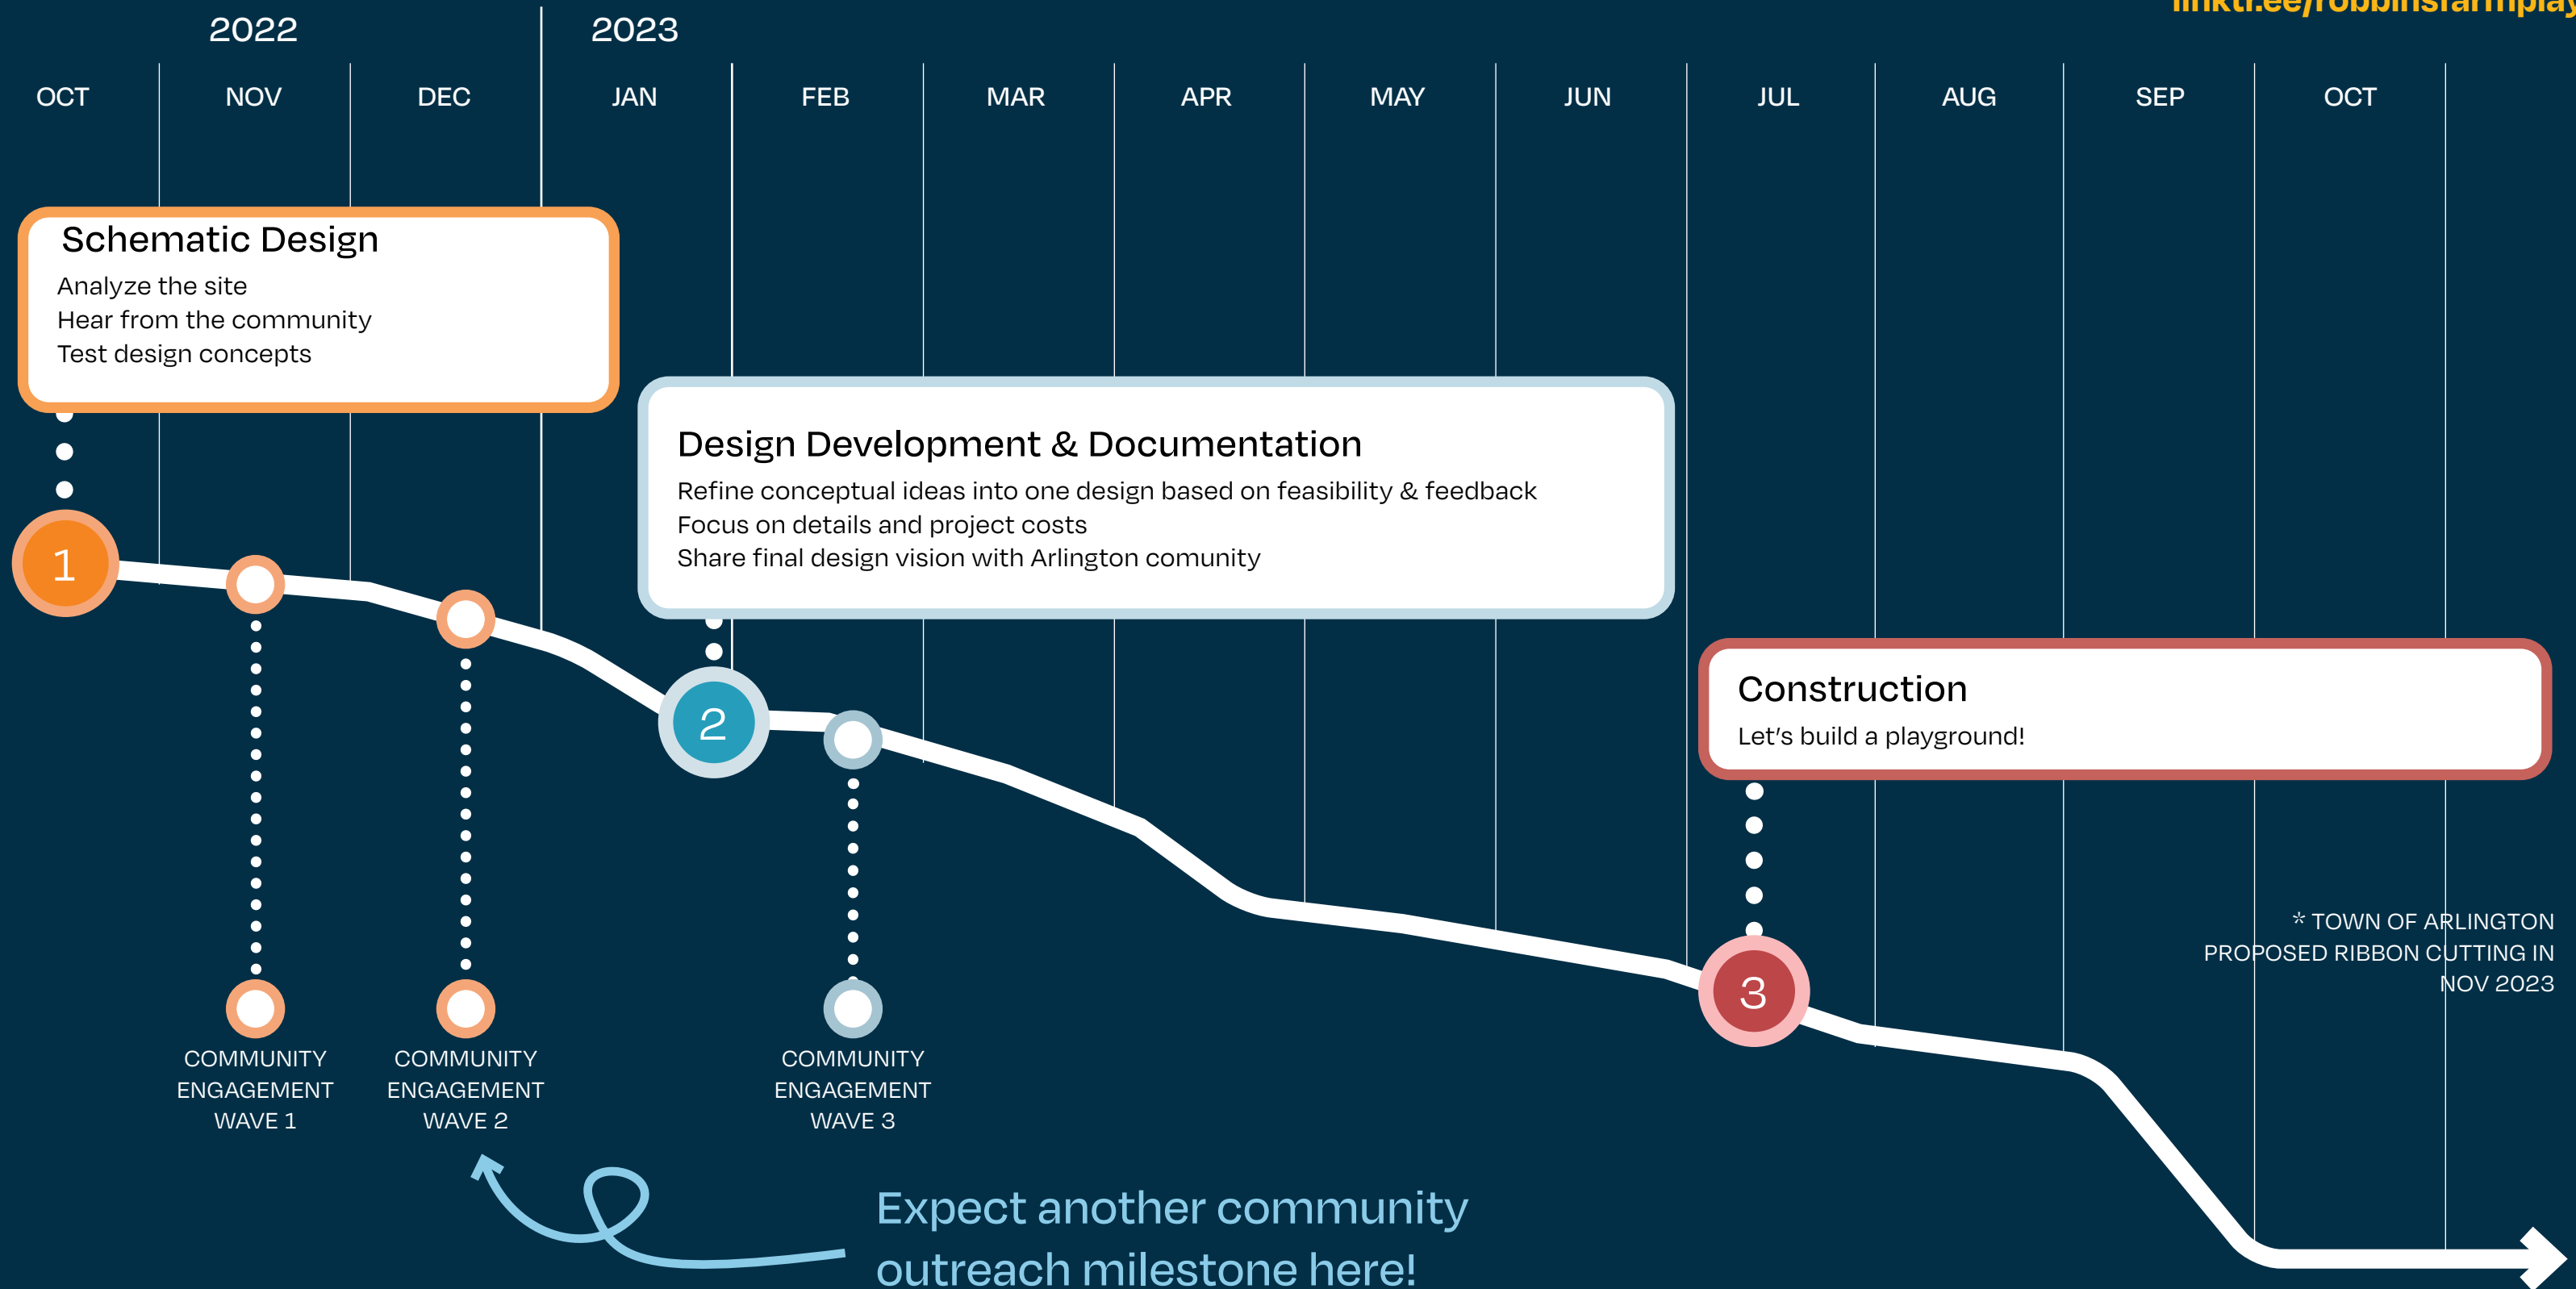 linktr.ee/robbinsfarmplay
2022 2023
OCT NOV DEC JAN FEB MAR APR MAY JUN JUL AUG SEP OCT
Schematic Design
Analyze the site
Hear from the community
Test design concepts
Design Development & Documentation
Refine conceptual ideas into one design based on feasibility & feedback
Focus on details and project costs
Share final design vision with Arlington comunity
Construction
Let's build a playground!
1
2
3
* TOWN OF ARLINGTON
PROPOSED RIBBON CUTTING IN
NOV 2023
COMMUNITY
ENGAGEMENT
WAVE 1
COMMUNITY
ENGAGEMENT
WAVE 2
COMMUNITY
ENGAGEMENT
WAVE 3
Expect another community
outreach milestone here!